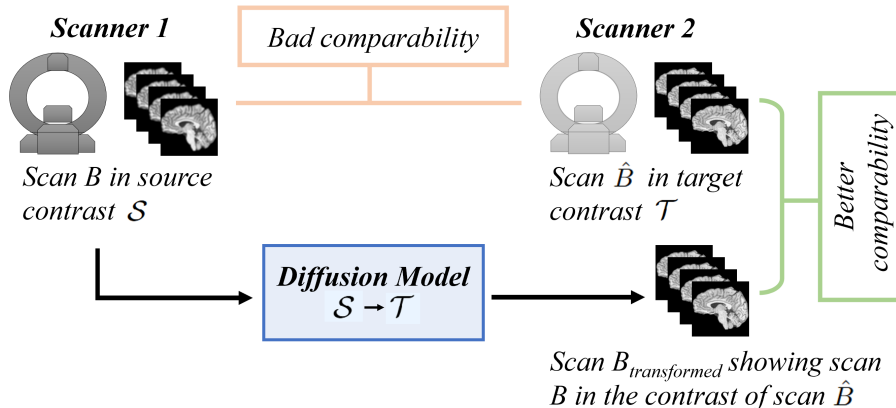 Scanner 1
Bad comparability
Scanner 2
Scan B in source
contrast 𝒮
Scan B̂ in target
contrast 𝒯
Better
comparability
Diffusion Model
𝒮 → 𝒯
Scan B_transformed showing scan
B in the contrast of scan B̂